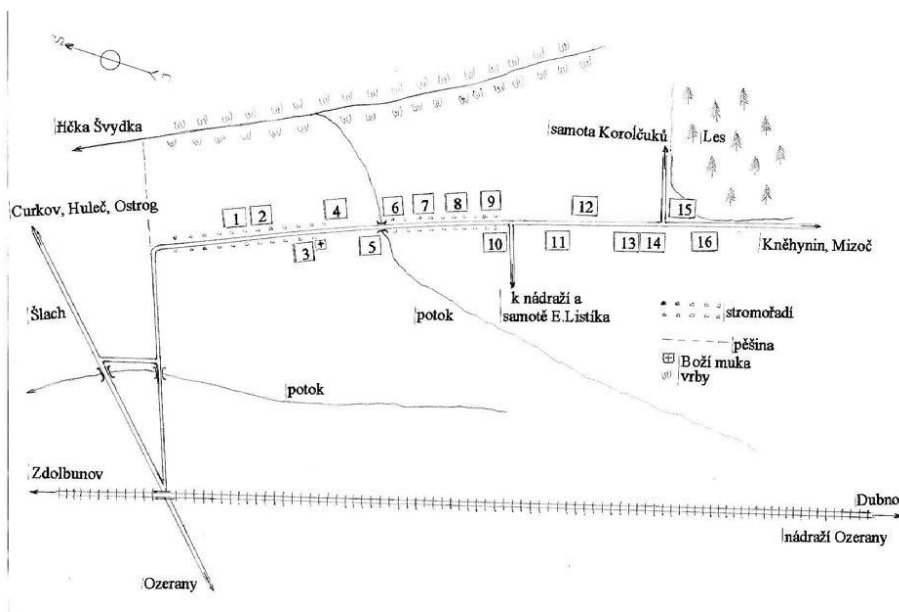 S
J
říčka Švydka
samota Korolčuků
Les
Curkov, Huleč, Ostrog
1
2
4
6
7
8
9
12
15
3
5
10
11
13
14
16
Kněhynin, Mizoč
Šlach
k nádraží a
samotě E.Listíka
potok
stromořadí
pěšina
Boží muka
vrby
potok
Zdolbunov
Dubno
nádraží Ozerany
Ozerany